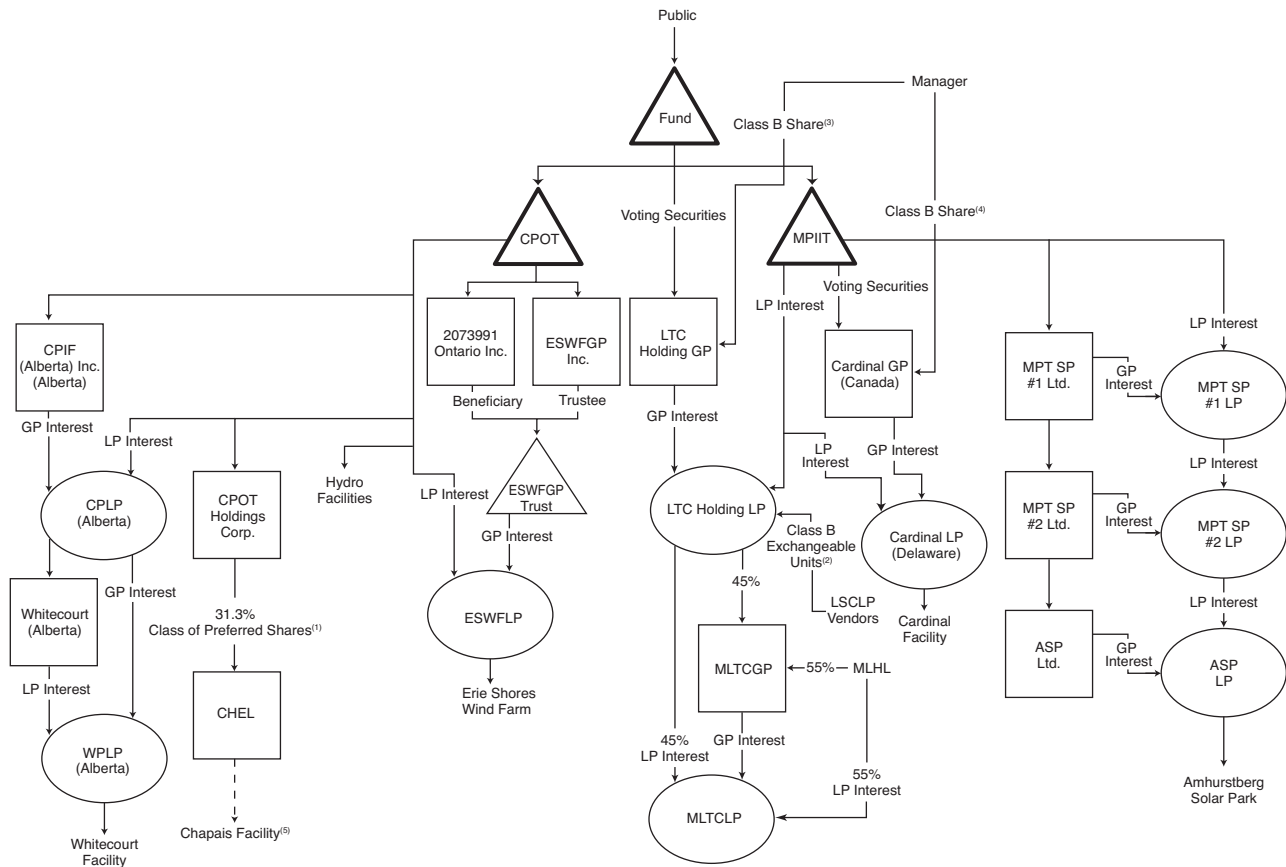 Public
Manager
Fund
Class B Share(3)
CPOT
Voting Securities
MPIIT
Class B Share(4)
LP Interest
Voting Securities
LP Interest
CPIF
(Alberta) Inc.
(Alberta)
2073991
Ontario Inc.
ESWFGP
Inc.
LTC
Holding GP
Cardinal GP
(Canada)
MPT SP
#1 Ltd.
GP
Interest
MPT SP
#1 LP
Beneficiary
Trustee
GP Interest
LP Interest
GP Interest
GP Interest
LP
Interest
LP Interest
Hydro
Facilities
LP Interest
ESWFGP
Trust
CPLP
(Alberta)
CPOT
Holdings
Corp.
LTC Holding LP
Class B
Exchangeable
Units(2)
Cardinal LP
(Delaware)
MPT SP
#2 Ltd.
GP
Interest
MPT SP
#2 LP
GP Interest
45%
GP Interest
Whitecourt
(Alberta)
31.3%
Class of Preferred Shares(1)
ESWFLP
LSCLP
Vendors
Cardinal
Facility
LP Interest
ASP
Ltd.
GP
Interest
ASP
LP
MLTCGP
55%
MLHL
LP Interest
CHEL
Erie Shores
Wind Farm
45%
LP Interest
GP Interest
55%
LP Interest
WPLP
(Alberta)
Amhurstberg
Solar Park
MLTCLP
Chapais Facility(5)
Whitecourt
Facility